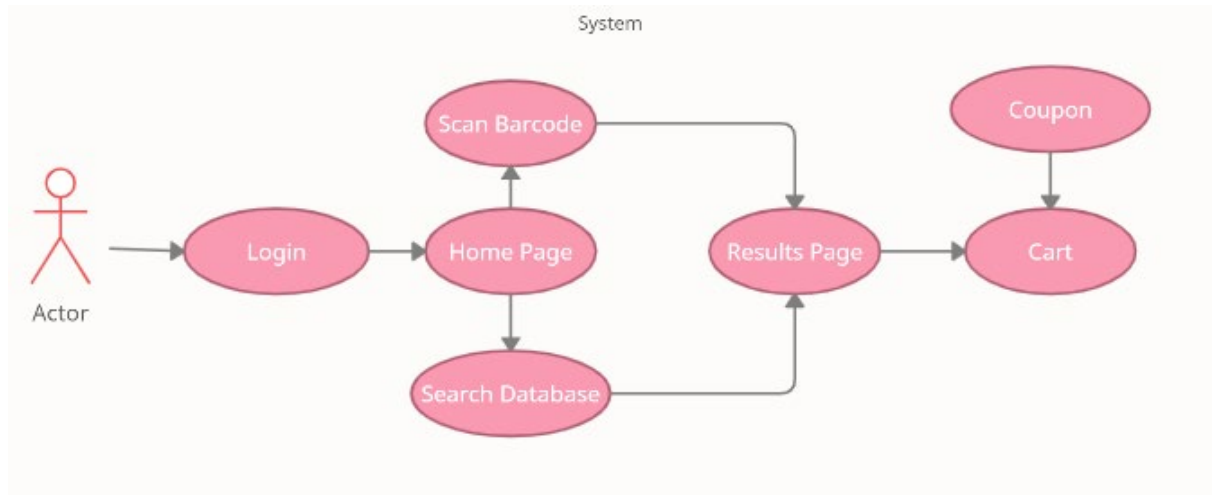 System
Scan Barcode
Coupon
Login
Home Page
Results Page
Cart
Actor
Search Database